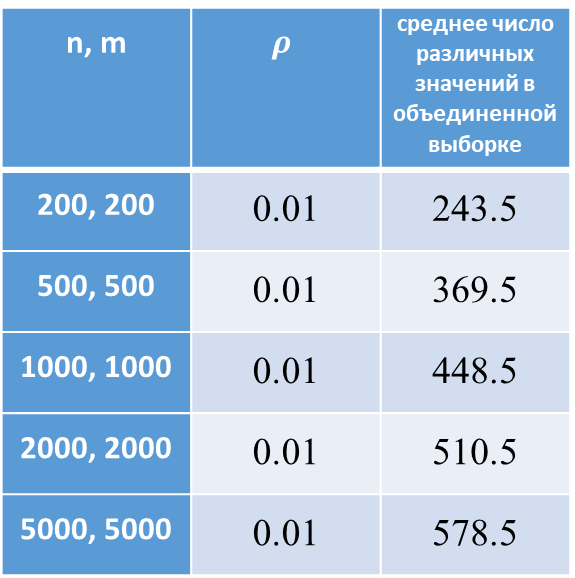 n, m
ρ
среднее число
различных
значений в
объединенной
выборке
200, 200
0.01
243.5
500, 500
0.01
369.5
1000, 1000
0.01
448.5
2000, 2000
0.01
510.5
5000, 5000
0.01
578.5